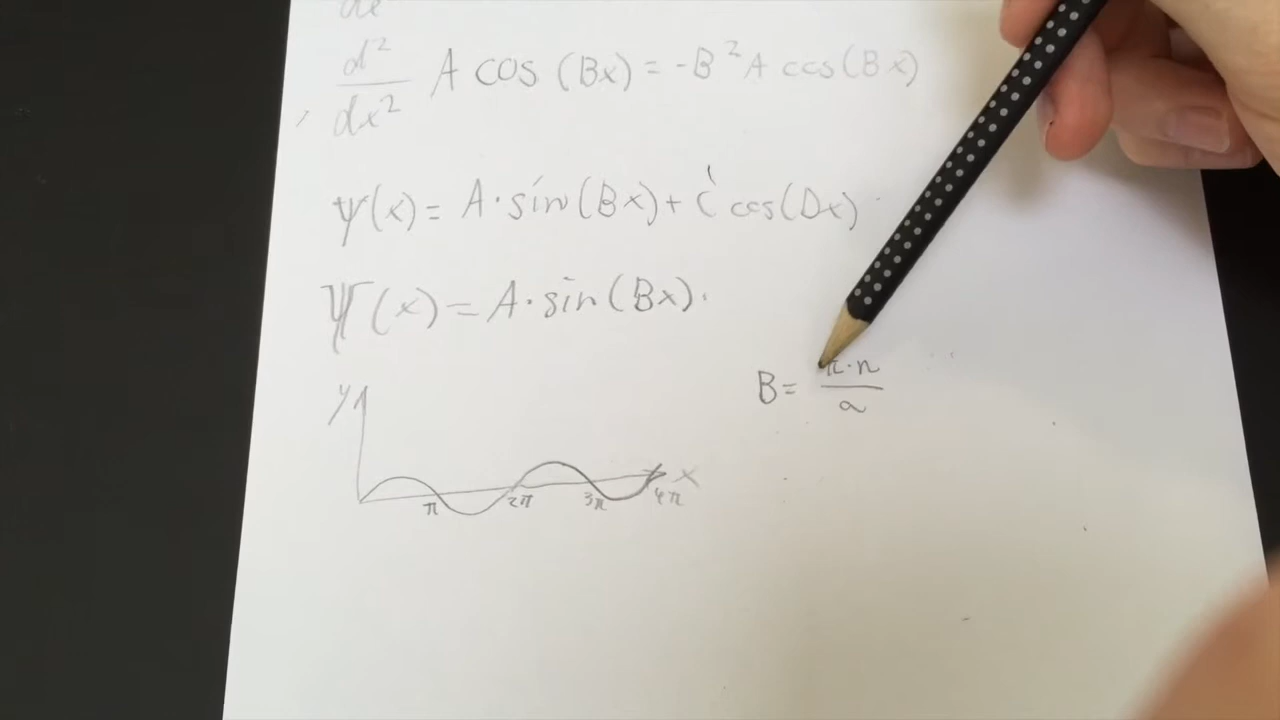 d²/dx² A cos (Bx) = -B² A cos(Bx)
ψ(x) = A·sin(Bx) + C cos(Dx)
Ψ(x) = A·sin(Bx).
B = π·n/a
y
x
π 2π 3π 4π